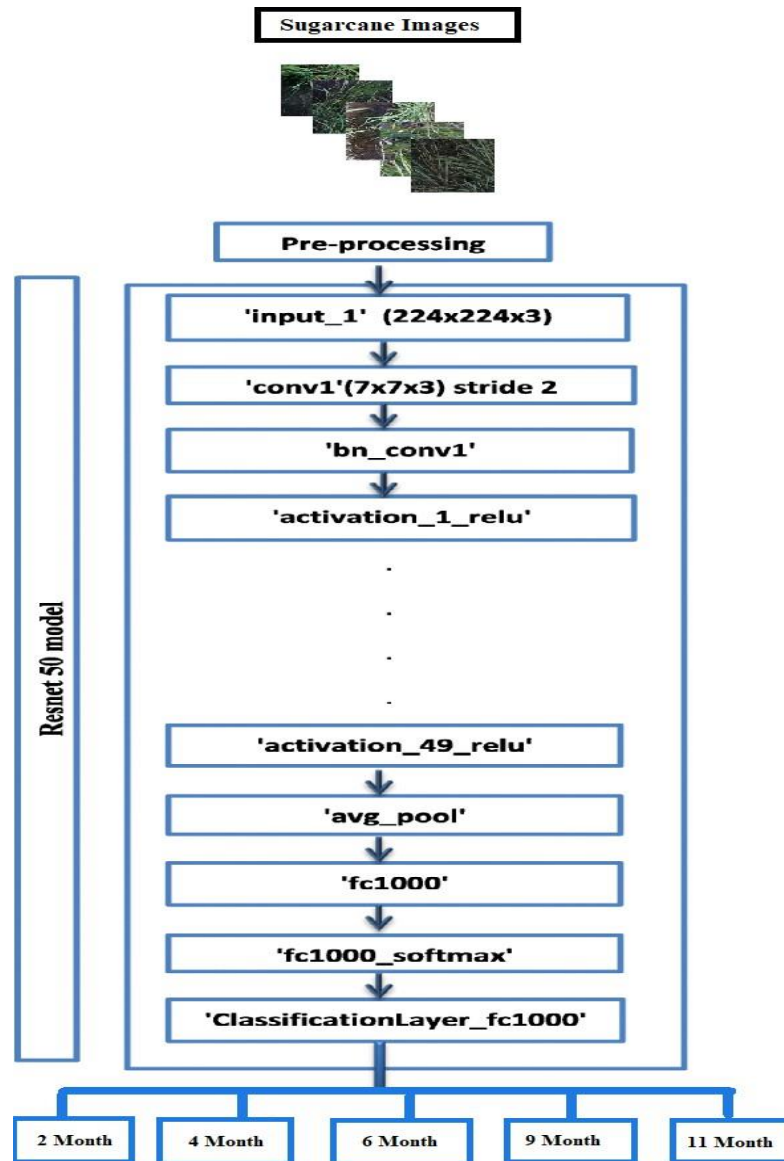 Sugarcane Images
Pre-processing
Resnet 50 model
'input_1' (224x224x3)
'conv1'(7x7x3) stride 2
'bn_conv1'
'activation_1_relu'
.
.
.
.
'activation_49_relu'
'avg_pool'
'fc1000'
'fc1000_softmax'
'ClassificationLayer_fc1000'
2 Month
4 Month
6 Month
9 Month
11 Month